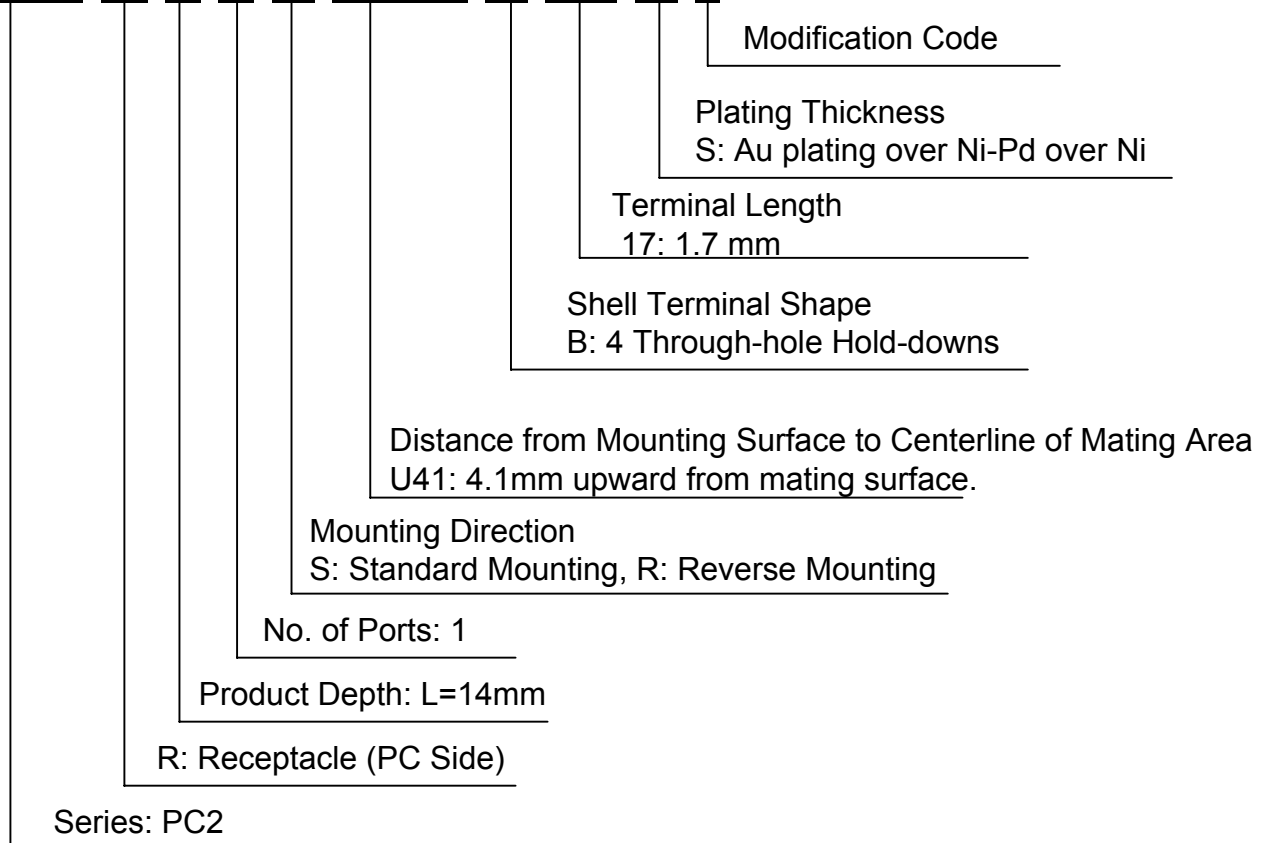 Modification Code
Plating Thickness
S: Au plating over Ni-Pd over Ni
Terminal Length
17: 1.7 mm
Shell Terminal Shape
B: 4 Through-hole Hold-downs
Distance from Mounting Surface to Centerline of Mating Area
U41: 4.1mm upward from mating surface.
Mounting Direction
S: Standard Mounting, R: Reverse Mounting
No. of Ports: 1
Product Depth: L=14mm
R: Receptacle (PC Side)
Series: PC2